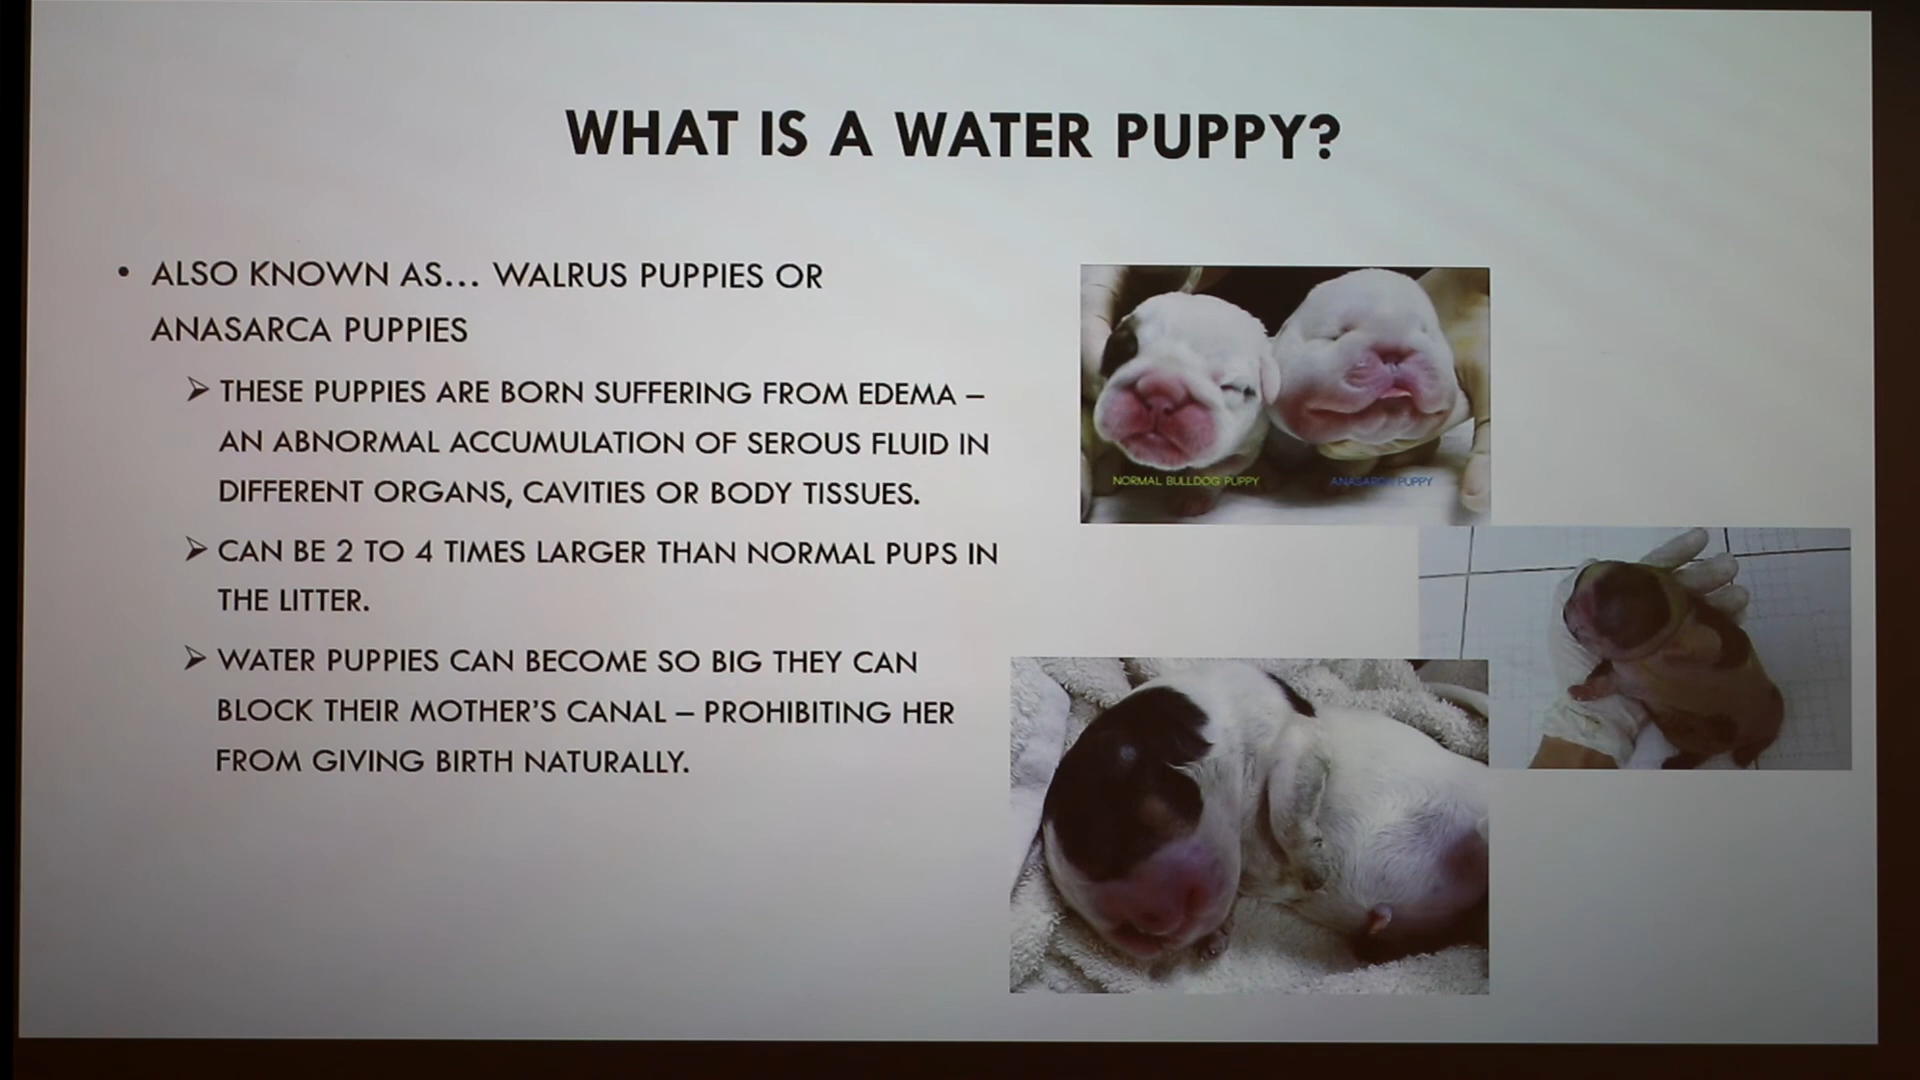 WHAT IS A WATER PUPPY?
• ALSO KNOWN AS... WALRUS PUPPIES OR
ANASARCA PUPPIES
➢ THESE PUPPIES ARE BORN SUFFERING FROM EDEMA –
AN ABNORMAL ACCUMULATION OF SEROUS FLUID IN
DIFFERENT ORGANS, CAVITIES OR BODY TISSUES.
➢ CAN BE 2 TO 4 TIMES LARGER THAN NORMAL PUPS IN
THE LITTER.
➢ WATER PUPPIES CAN BECOME SO BIG THEY CAN
BLOCK THEIR MOTHER'S CANAL – PROHIBITING HER
FROM GIVING BIRTH NATURALLY.
NORMAL BULLDOG PUPPY
ANASARCA PUPPY